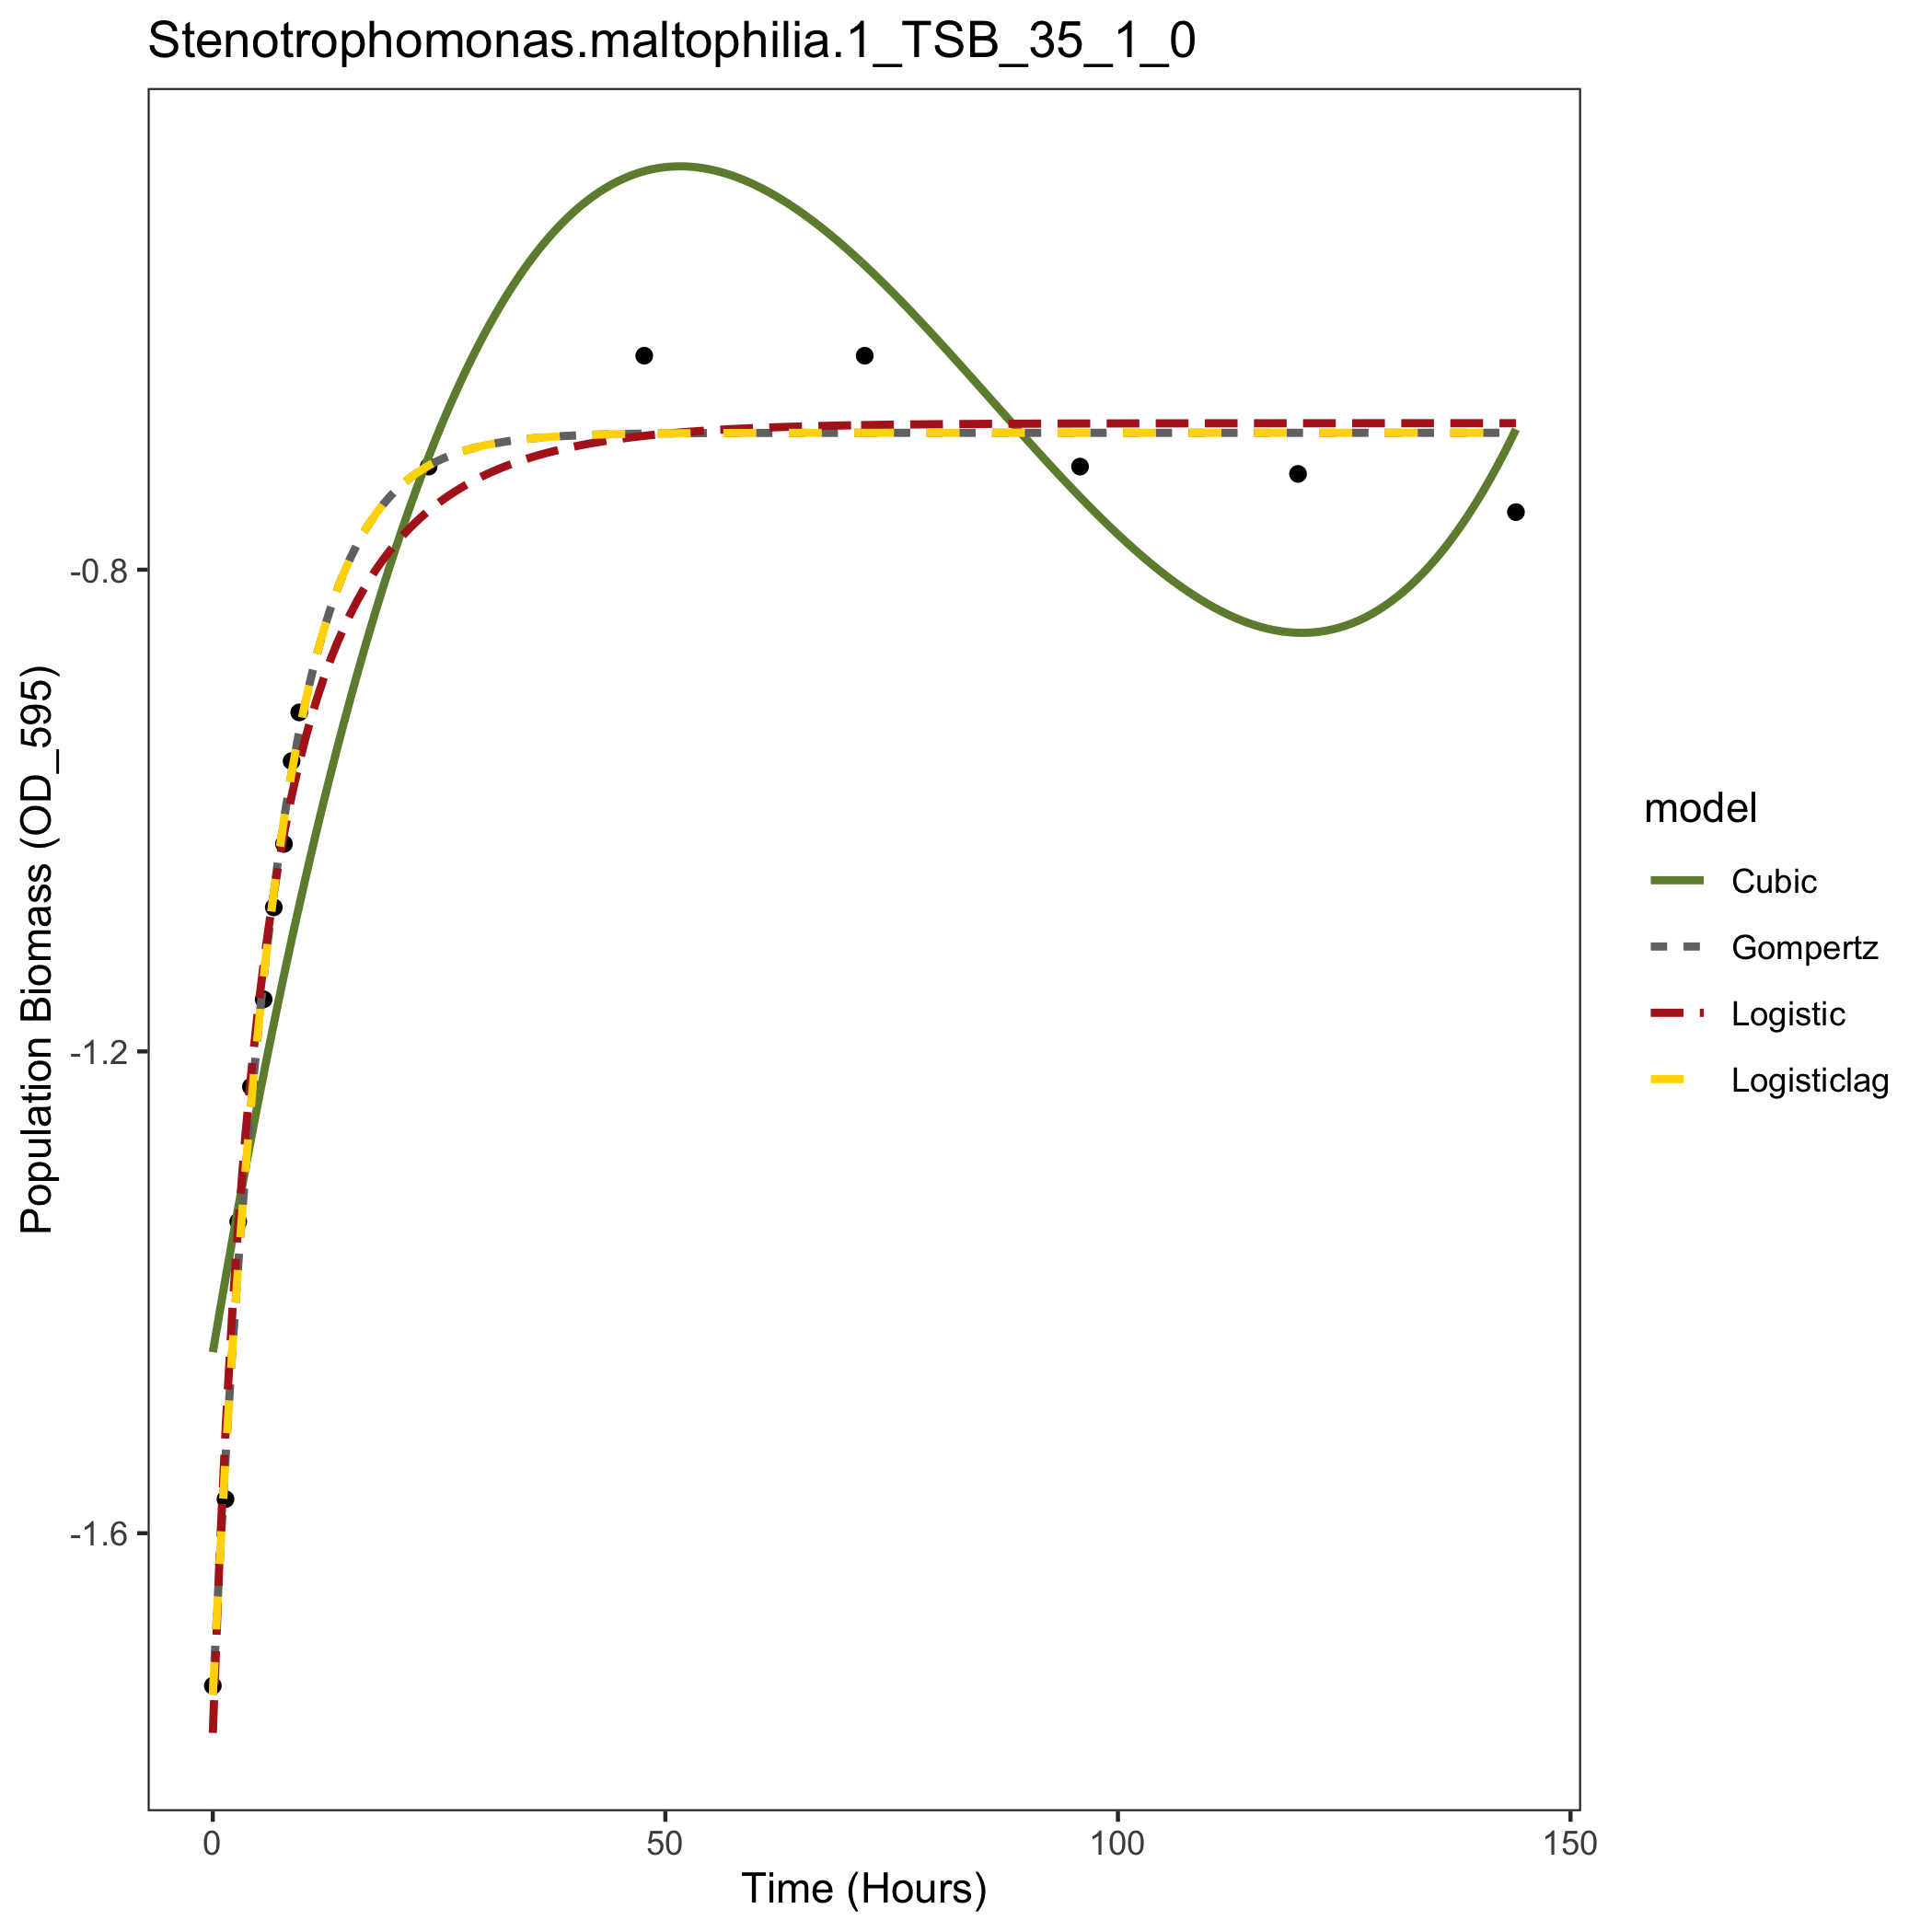 Stenotrophomonas.maltophilia.1_TSB_35_1_0
Population Biomass (OD_595)
-0.8
-1.2
-1.6
0
50
100
150
Time (Hours)
model
Cubic
Gompertz
Logistic
Logisticlag